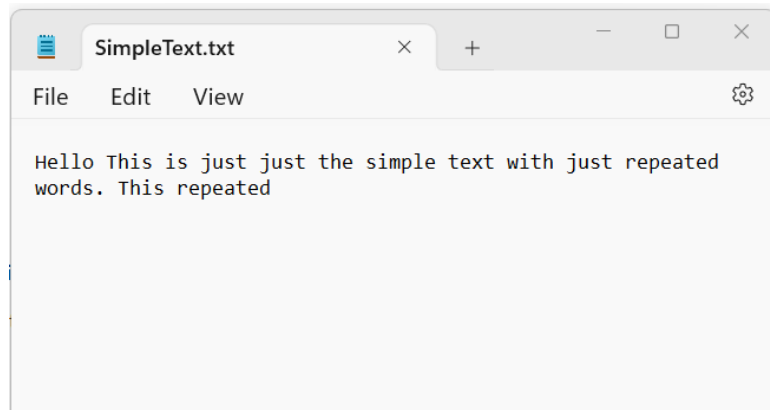 SimpleText.txt
File Edit View
Hello This is just just the simple text with just repeated
words. This repeated